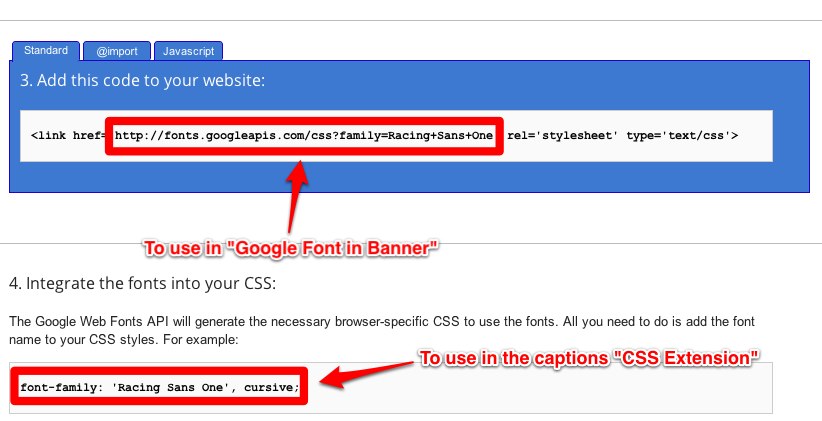 Standard @import Javascript
3. Add this code to your website:
<link href= http://fonts.googleapis.com/css?family=Racing+Sans+One rel='stylesheet' type='text/css'>
To use in "Google Font in Banner"
4. Integrate the fonts into your CSS:
The Google Web Fonts API will generate the necessary browser-specific CSS to use the fonts. All you need to do is add the font
name to your CSS styles. For example:
To use in the captions "CSS Extension"
font-family: 'Racing Sans One', cursive;